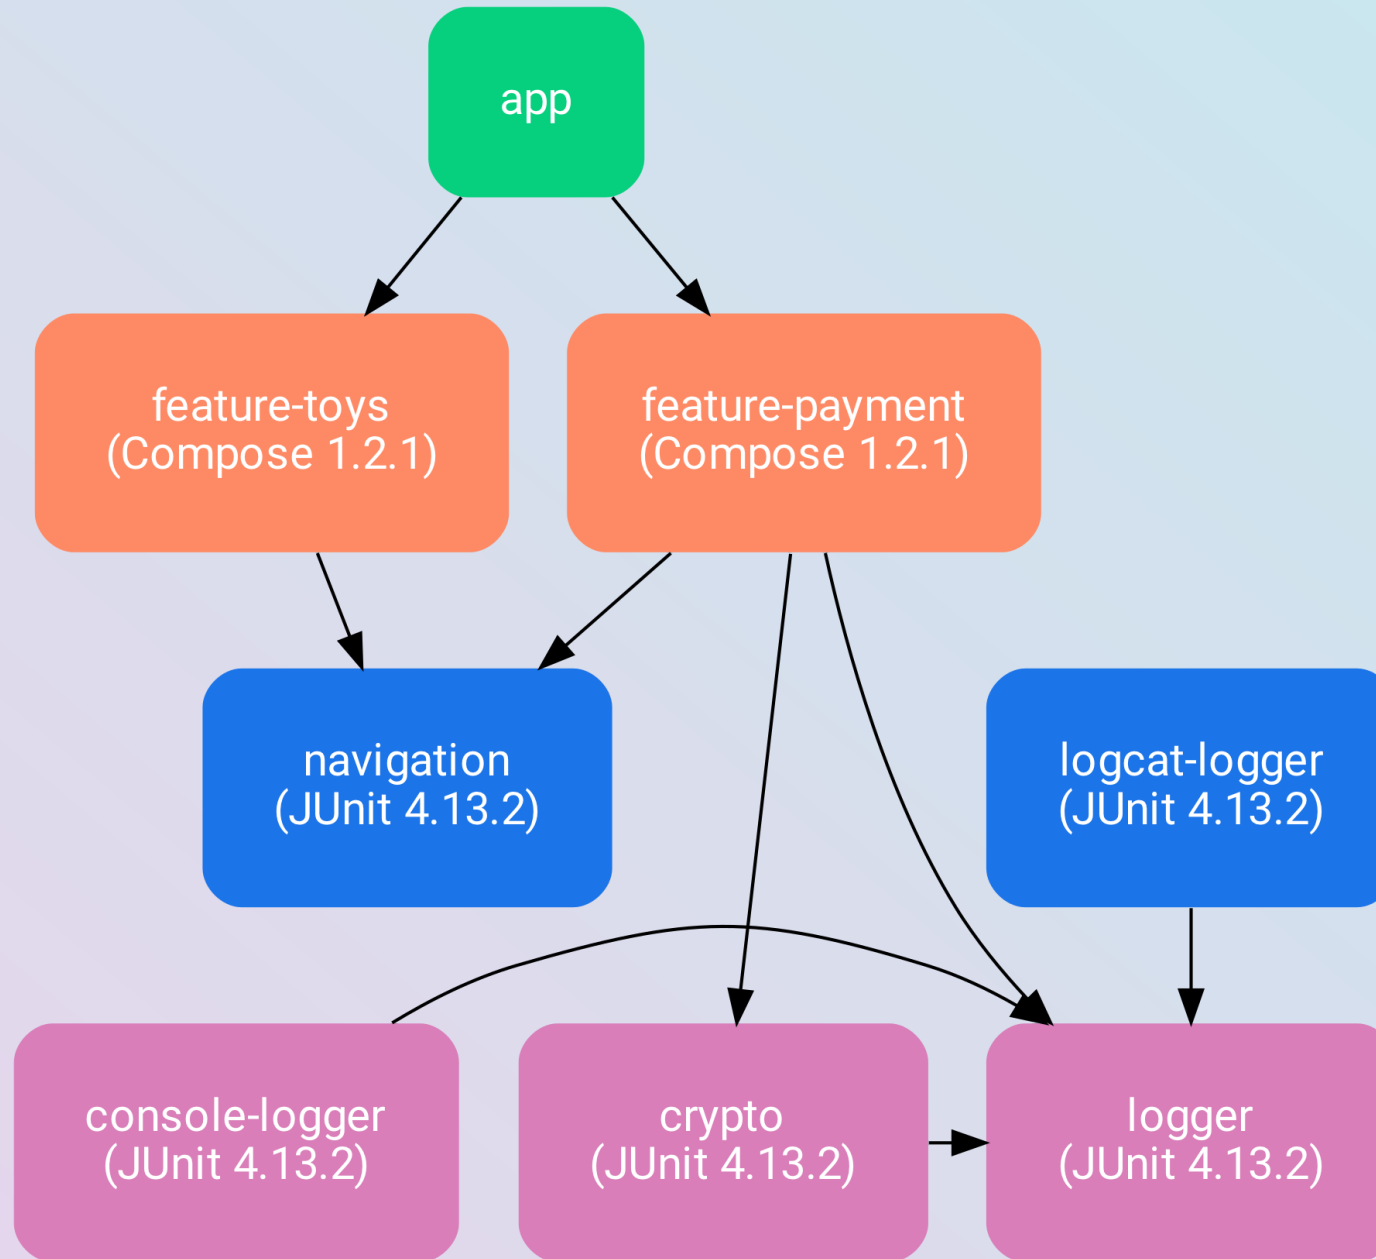 app
feature-toys
(Compose 1.2.1)
feature-payment
(Compose 1.2.1)
navigation
(JUnit 4.13.2)
logcat-logger
(JUnit 4.13.2)
console-logger
(JUnit 4.13.2)
crypto
(JUnit 4.13.2)
logger
(JUnit 4.13.2)